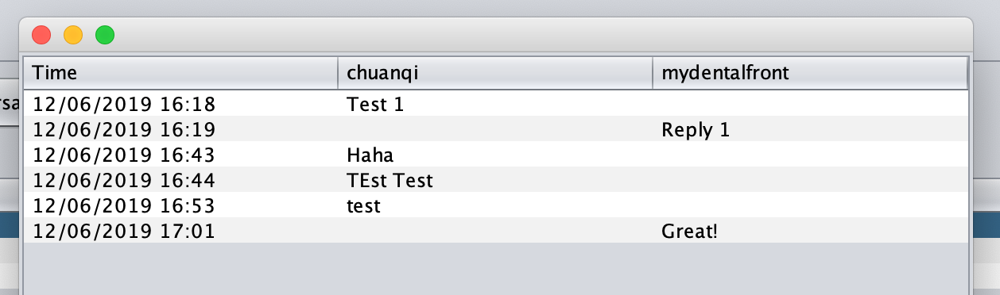 Time chuanqi mydentalfront
12/06/2019 16:18 Test 1
12/06/2019 16:19 Reply 1
12/06/2019 16:43 Haha
12/06/2019 16:44 TEst Test
12/06/2019 16:53 test
12/06/2019 17:01 Great!